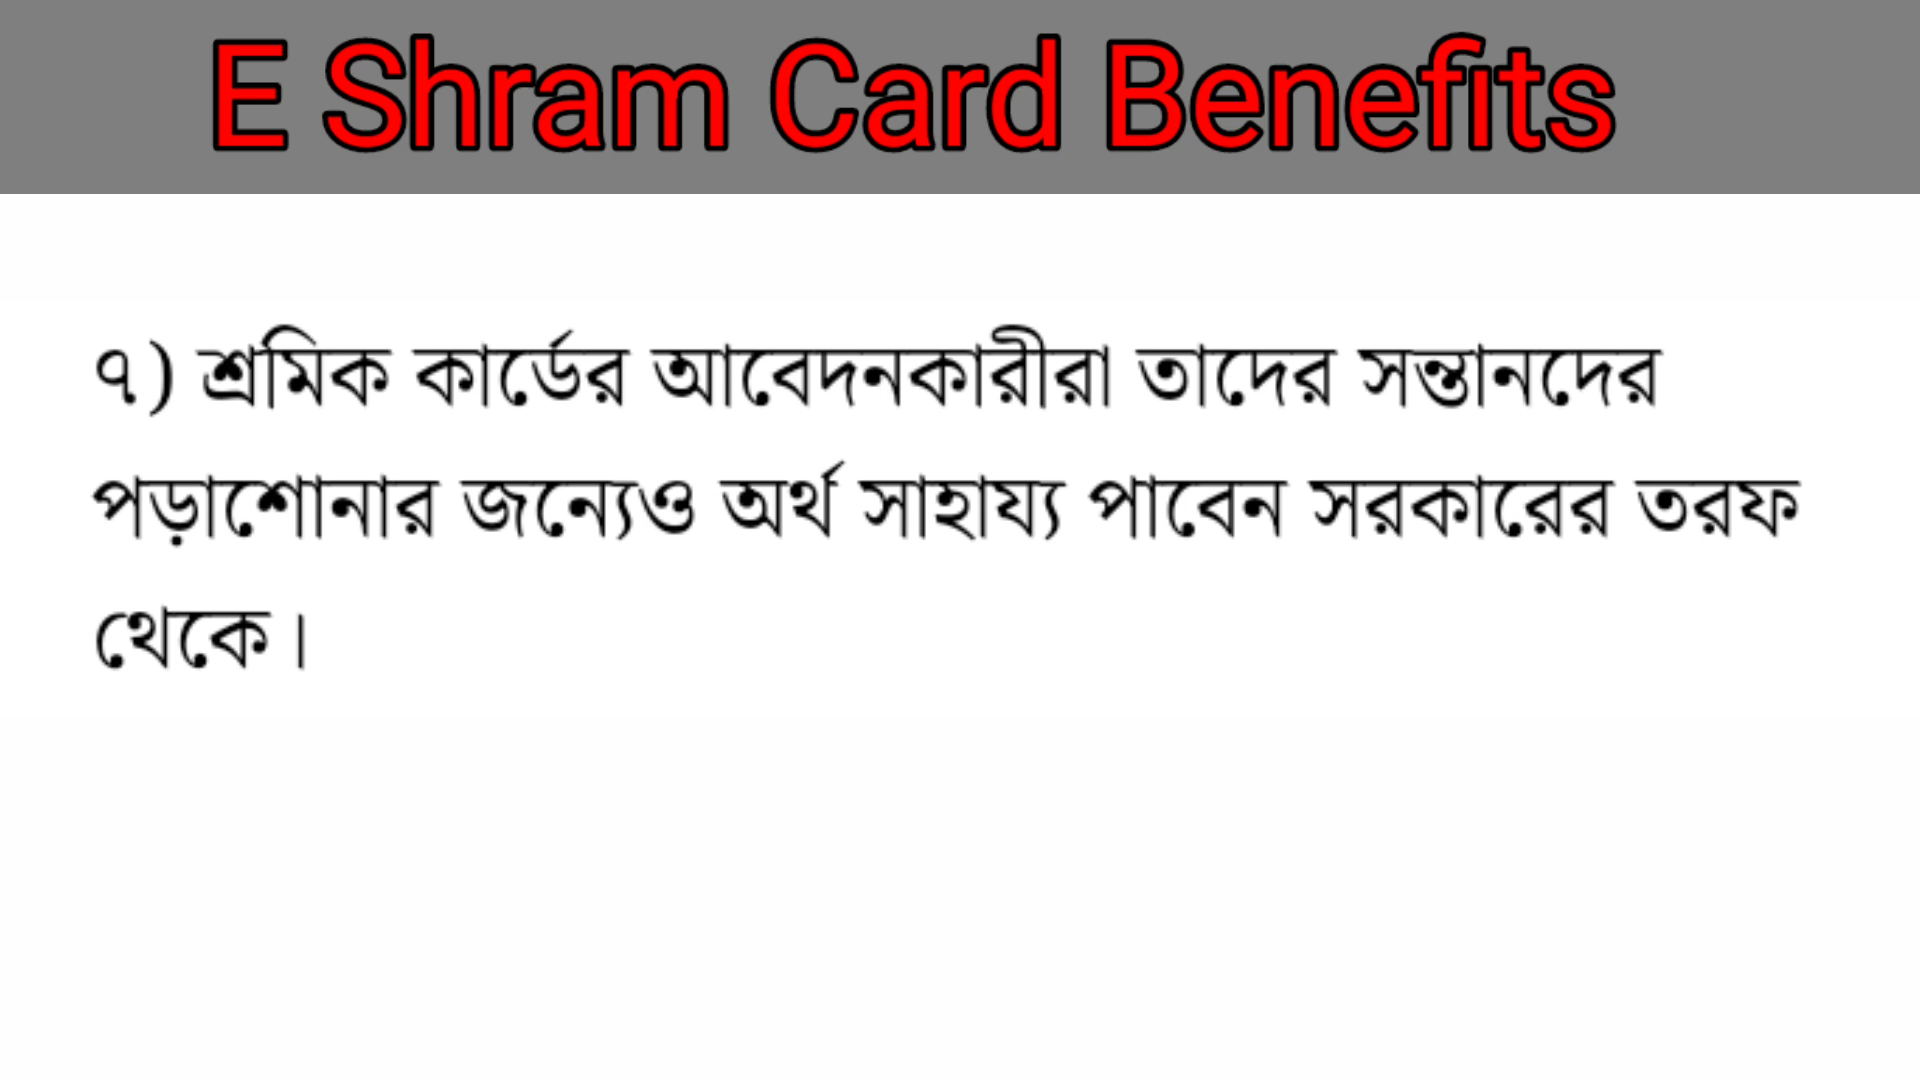 E Shram Card Benefits
৭) শ্রমিক কার্ডের আবেদনকারীরা তাদের সন্তানদের
পড়াশোনার জন্যেও অর্থ সাহায্য পাবেন সরকারের তরফ
থেকে।